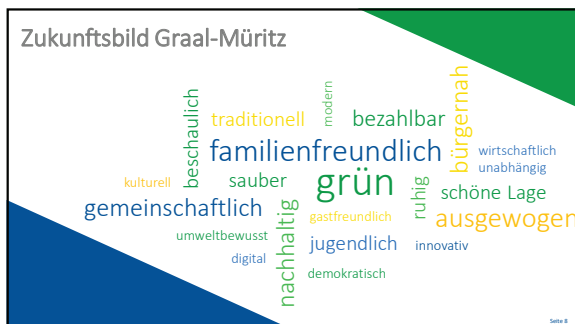 Zukunftsbild Graal-Müritz
beschaulich
traditionell
modern
bezahlbar
bürgernah
familienfreundlich
wirtschaftlich
unabhängig
kulturell
sauber
grün
ruhig
schöne Lage
gemeinschaftlich
nachhaltig
gastfreundlich
ausgewogen
umweltbewusst
jugendlich
innovativ
digital
demokratisch
Seite 8